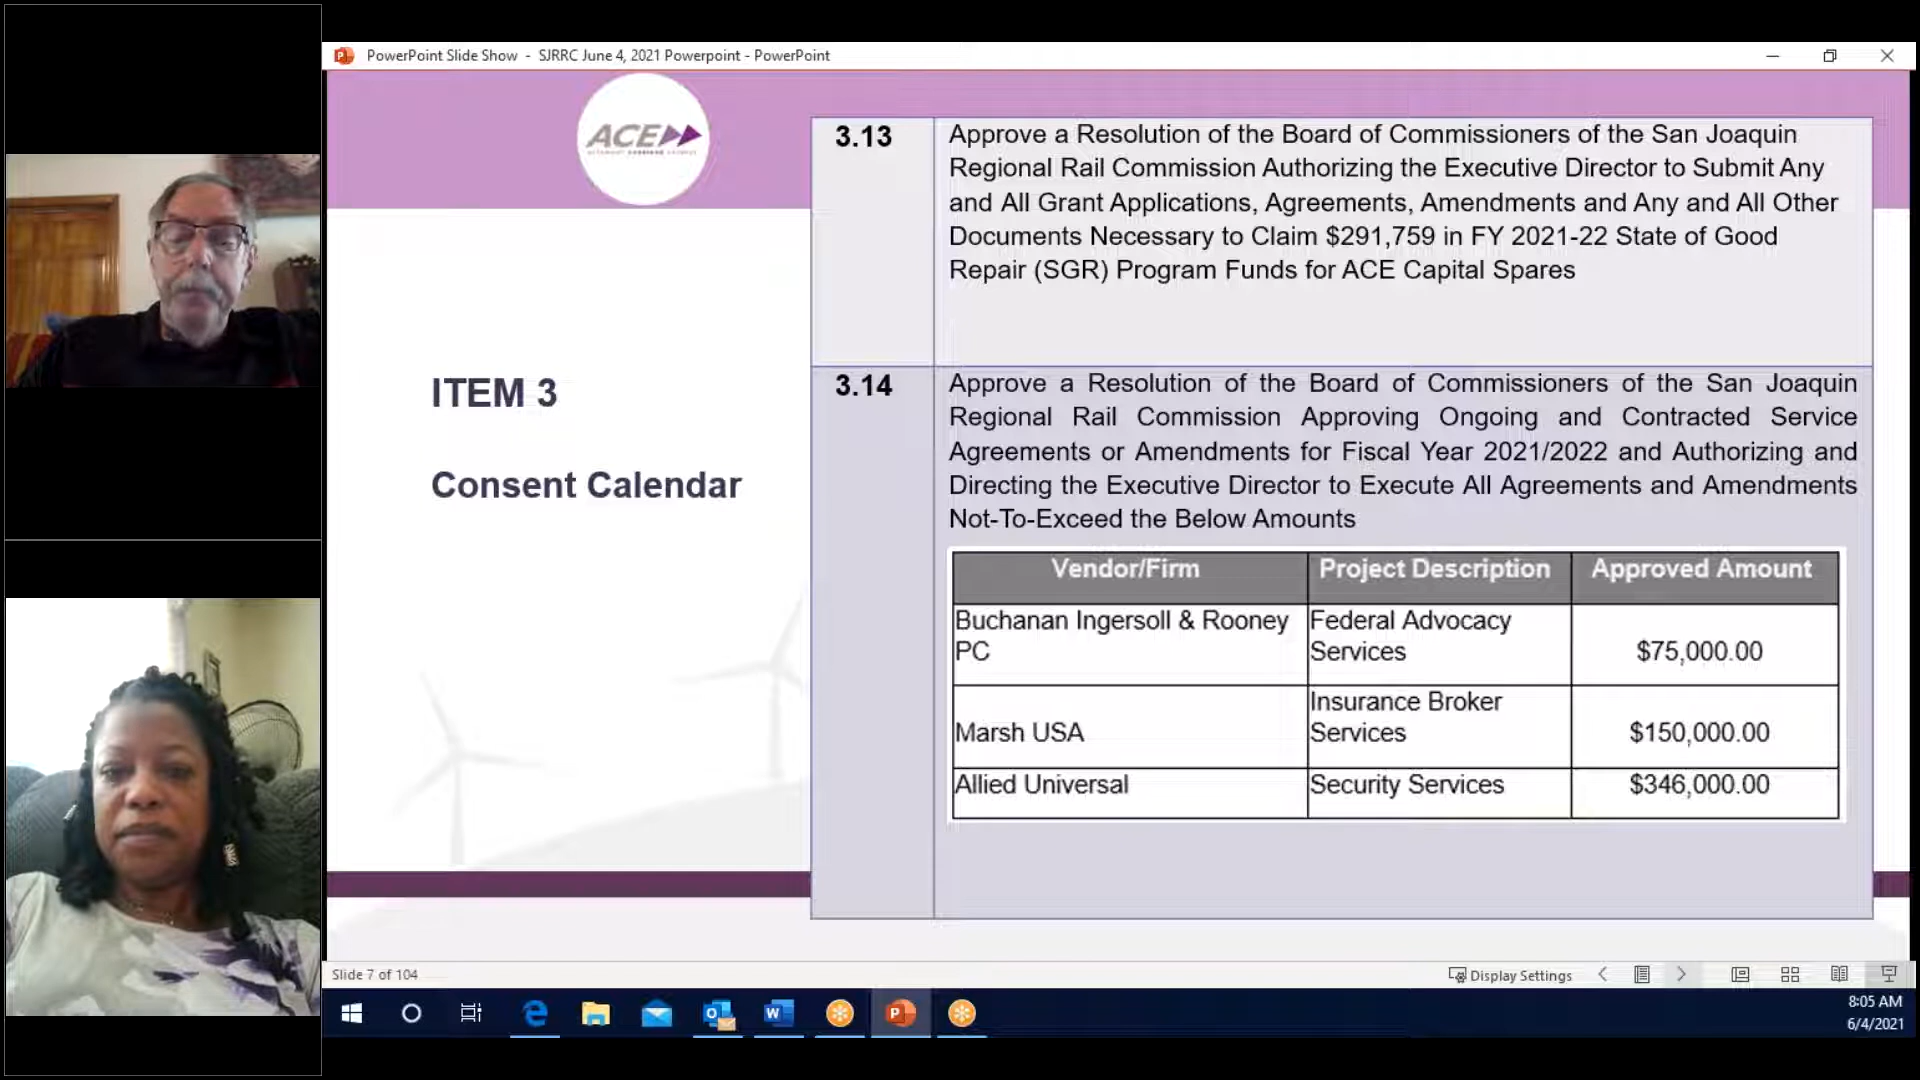 PowerPoint Slide Show - SJRRC June 4, 2021 Powerpoint - PowerPoint
ACE
ITEM 3
Consent Calendar
3.13
Approve a Resolution of the Board of Commissioners of the San Joaquin
Regional Rail Commission Authorizing the Executive Director to Submit Any
and All Grant Applications, Agreements, Amendments and Any and All Other
Documents Necessary to Claim $291,759 in FY 2021-22 State of Good
Repair (SGR) Program Funds for ACE Capital Spares
3.14
Approve a Resolution of the Board of Commissioners of the San Joaquin
Regional Rail Commission Approving Ongoing and Contracted Service
Agreements or Amendments for Fiscal Year 2021/2022 and Authorizing and
Directing the Executive Director to Execute All Agreements and Amendments
Not-To-Exceed the Below Amounts
Vendor/Firm Project Description Approved Amount
Buchanan Ingersoll & Rooney Federal Advocacy
PC Services $75,000.00
Insurance Broker
Marsh USA Services $150,000.00
Allied Universal Security Services $346,000.00
Slide 7 of 104
Display Settings
8:05 AM
6/4/2021